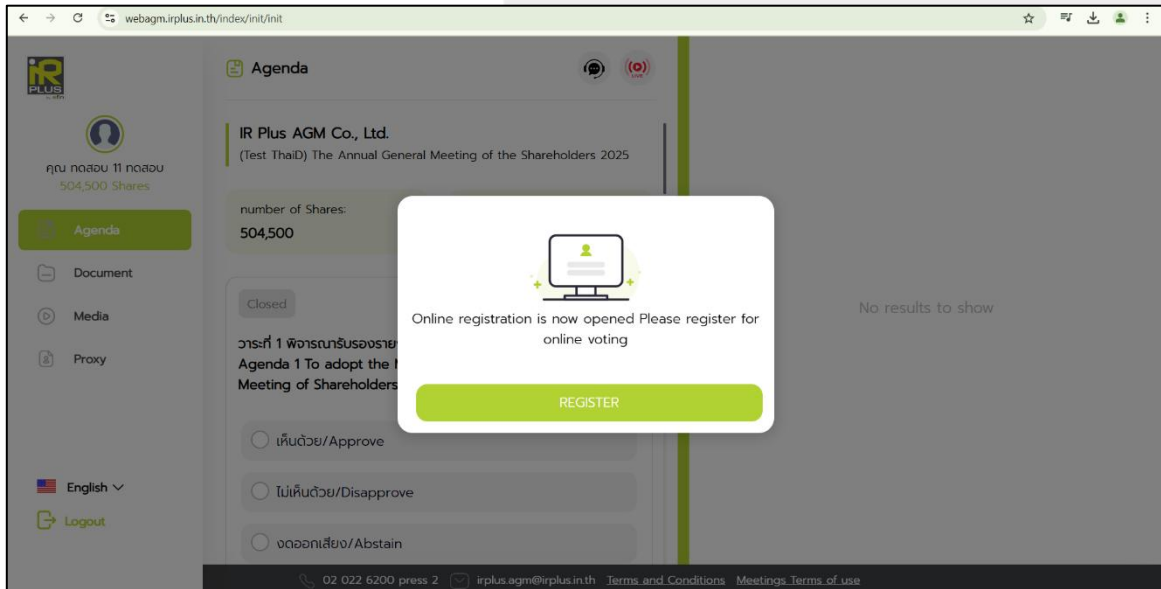 webagm.irplus.in.th/index/init/init
iR
PLUS
คุณ ทดสอบ 11 ทดสอบ
504,500 Shares
Agenda
Document
Media
Proxy
English
Logout
Agenda
LIVE
IR Plus AGM Co., Ltd.
(Test ThaiD) The Annual General Meeting of the Shareholders 2025
number of Shares:
504,500
Closed
วาระที่ 1 พิจารณารับรองราย
Agenda 1 To adopt the
Meeting of Shareholders
เห็นด้วย/Approve
ไม่เห็นด้วย/Disapprove
งดออกเสียง/Abstain
Online registration is now opened Please register for
online voting
REGISTER
No results to show
02 022 6200 press 2 irplus.agm@irplus.in.th Terms and Conditions Meetings Terms of use